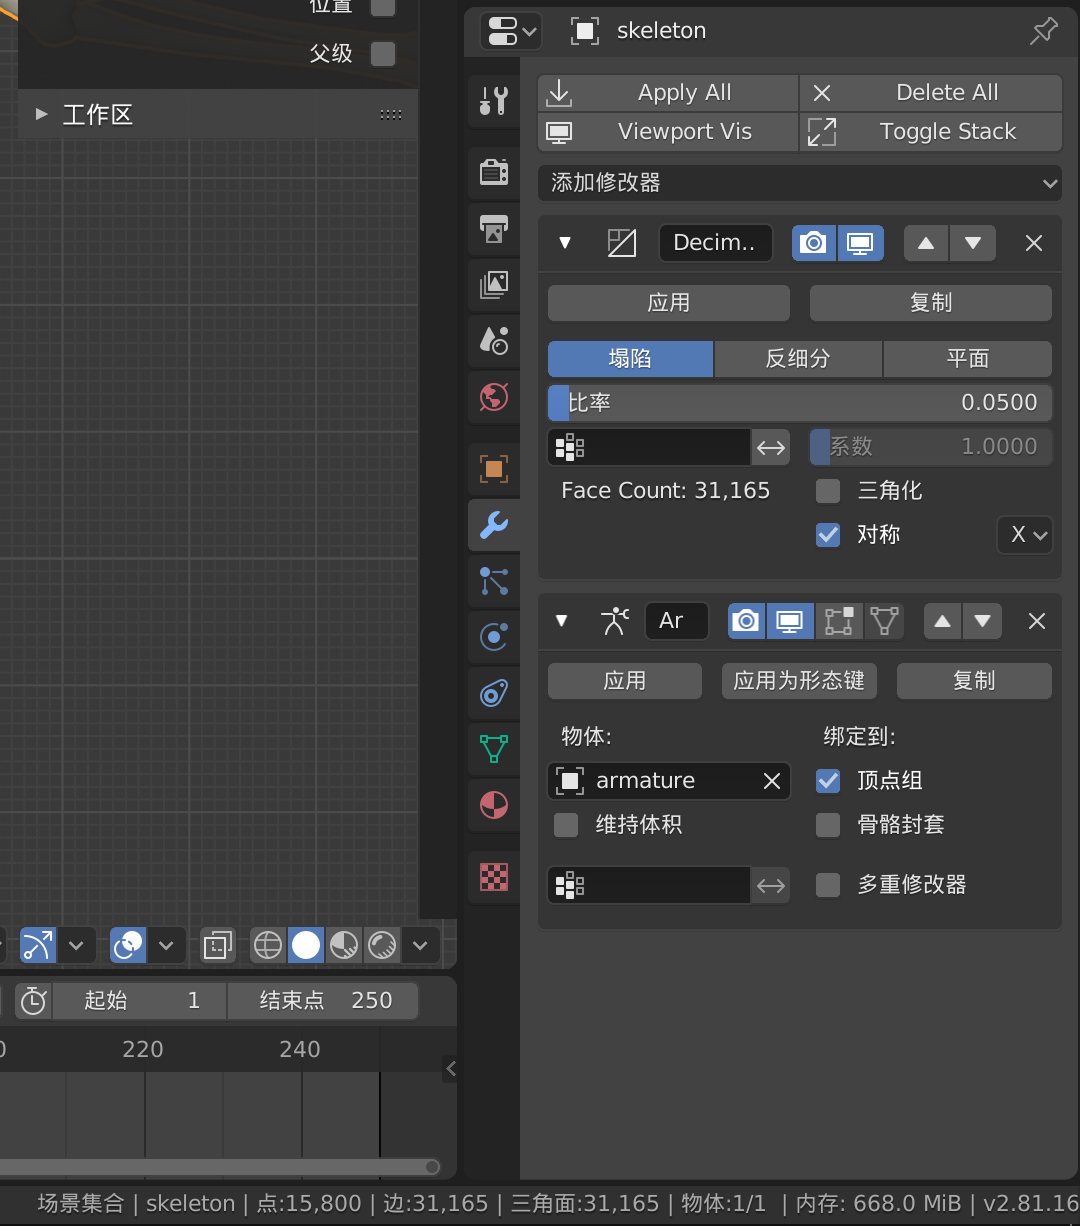 位置
父级
工作区
skeleton
Apply All
Delete All
Viewport Vis
Toggle Stack
添加修改器
Decim..
应用
复制
塌陷
反细分
平面
比率 0.0500
系数 1.0000
Face Count: 31,165
三角化
对称
X
Ar
应用
应用为形态键
复制
物体:
绑定到:
armature
顶点组
维持体积
骨骼封套
多重修改器
起始 1
结束点 250
220
240
场景集合 | skeleton | 点:15,800 | 边:31,165 | 三角面:31,165 | 物体:1/1 | 内存: 668.0 MiB | v2.81.16